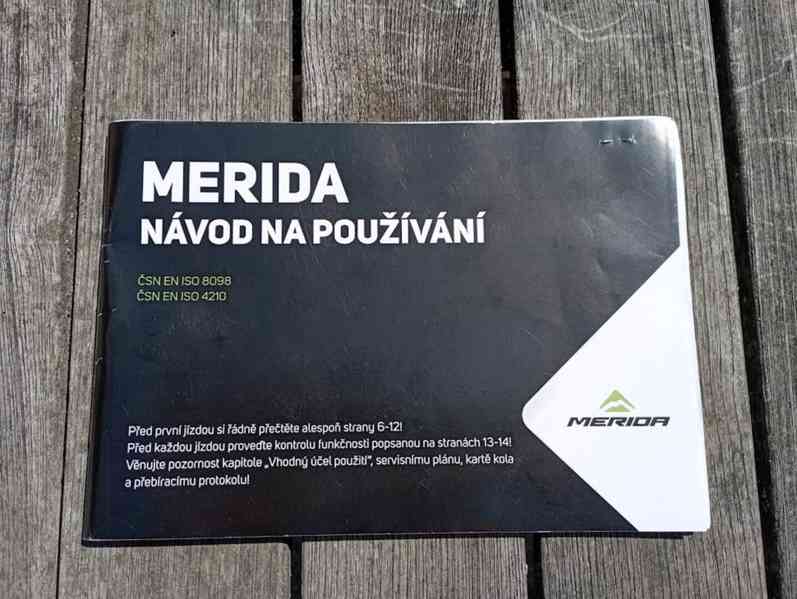 MERIDA
NÁVOD NA POUŽÍVÁNÍ
ČSN EN ISO 8098
ČSN EN ISO 4210
Před první jízdou si řádně přečtěte alespoň strany 6-12!
Před každou jízdou proveďte kontrolu funkčnosti popsanou na stranách 13-14!
Věnujte pozornost kapitole „Vhodný účel použití", servisnímu plánu, kartě kola
a přebíracímu protokolu!
MERIDA